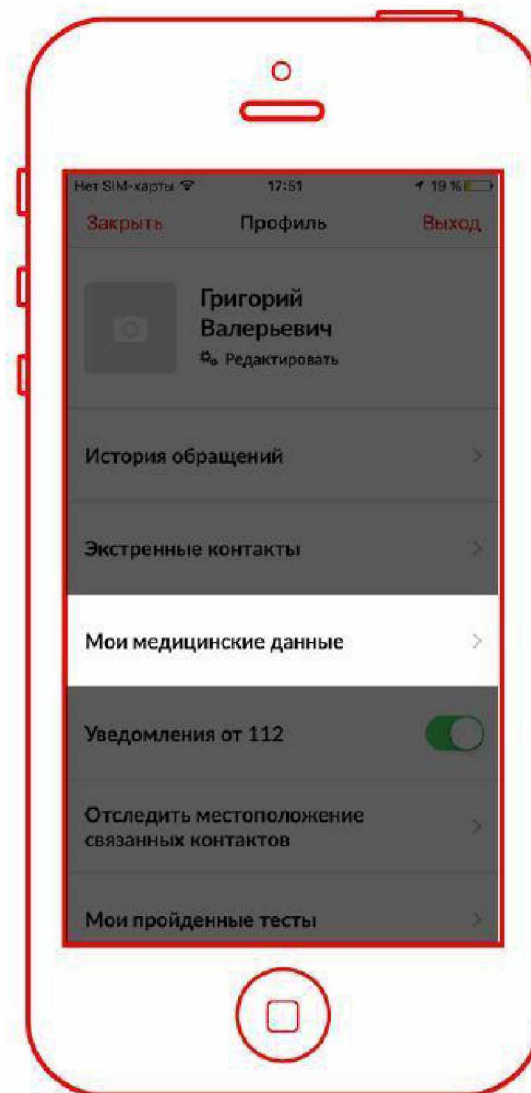 Нет SIM-карты 17:51 19 %
Закрыть Профиль Выход
Григорий
Валерьевич
Редактировать
История обращений
Экстренные контакты
Мои медицинские данные
Уведомления от 112
Отследить местоположение
связанных контактов
Мои пройденные тесты